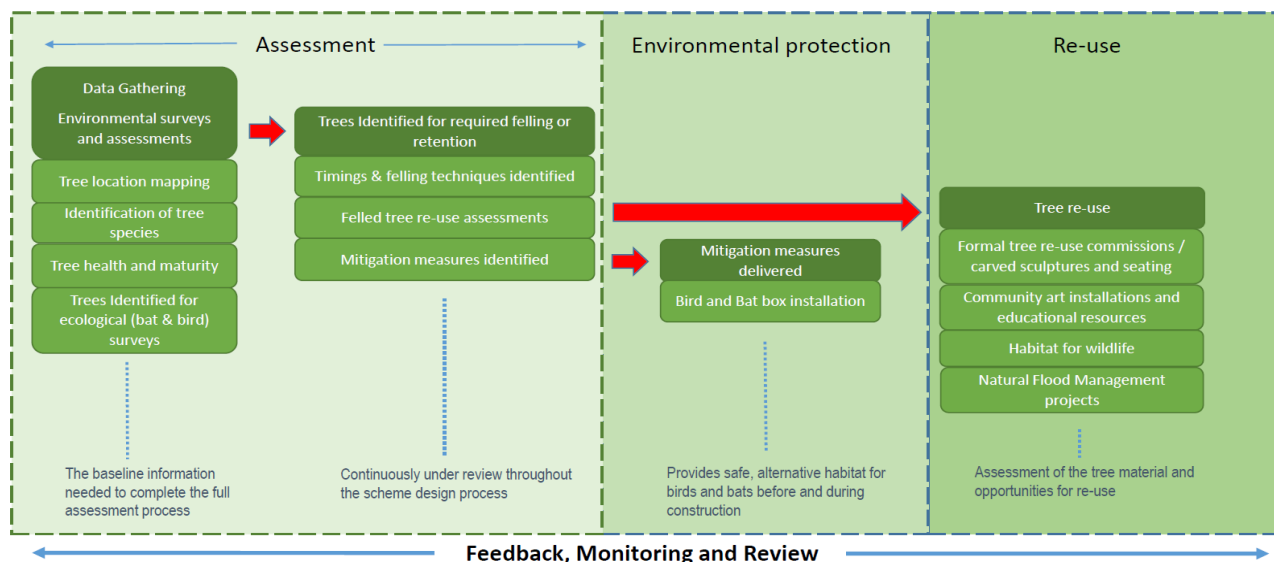 Assessment
Data Gathering
Environmental surveys
and assessments
Tree location mapping
Identification of tree
species
Tree health and maturity
Trees Identified for
ecological (bat & bird)
surveys
The baseline information
needed to complete the full
assessment process
Trees Identified for required felling or
retention
Timings & felling techniques identified
Felled tree re-use assessments
Mitigation measures identified
Continuously under review throughout
the scheme design process
Environmental protection
Mitigation measures
delivered
Bird and Bat box installation
Provides safe, alternative habitat for
birds and bats before and during
construction
Re-use
Tree re-use
Formal tree re-use commissions /
carved sculptures and seating
Community art installations and
educational resources
Habitat for wildlife
Natural Flood Management
projects
Assessment of the tree material and
opportunities for re-use
Feedback, Monitoring and Review